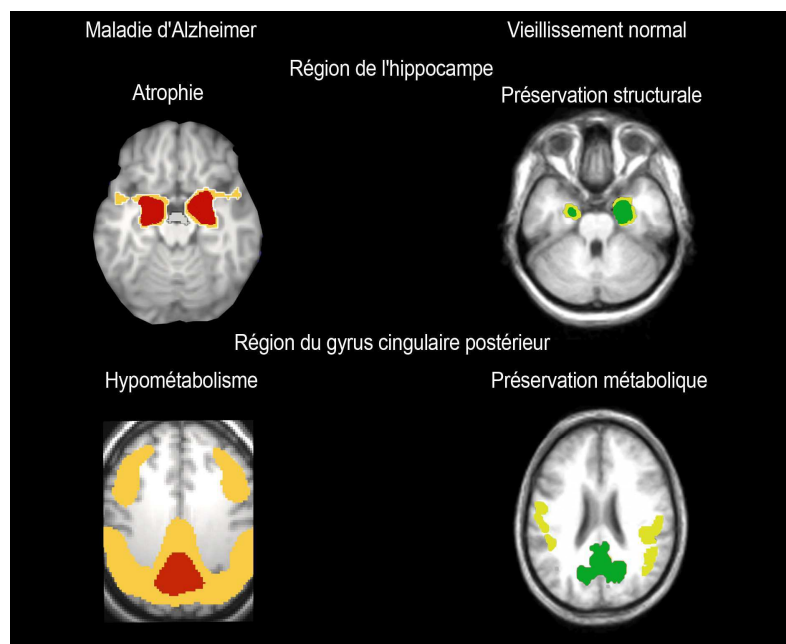 Maladie d'Alzheimer
Vieillissement normal
Région de l'hippocampe
Atrophie
Préservation structurale
Région du gyrus cingulaire postérieur
Hypométabolisme
Préservation métabolique